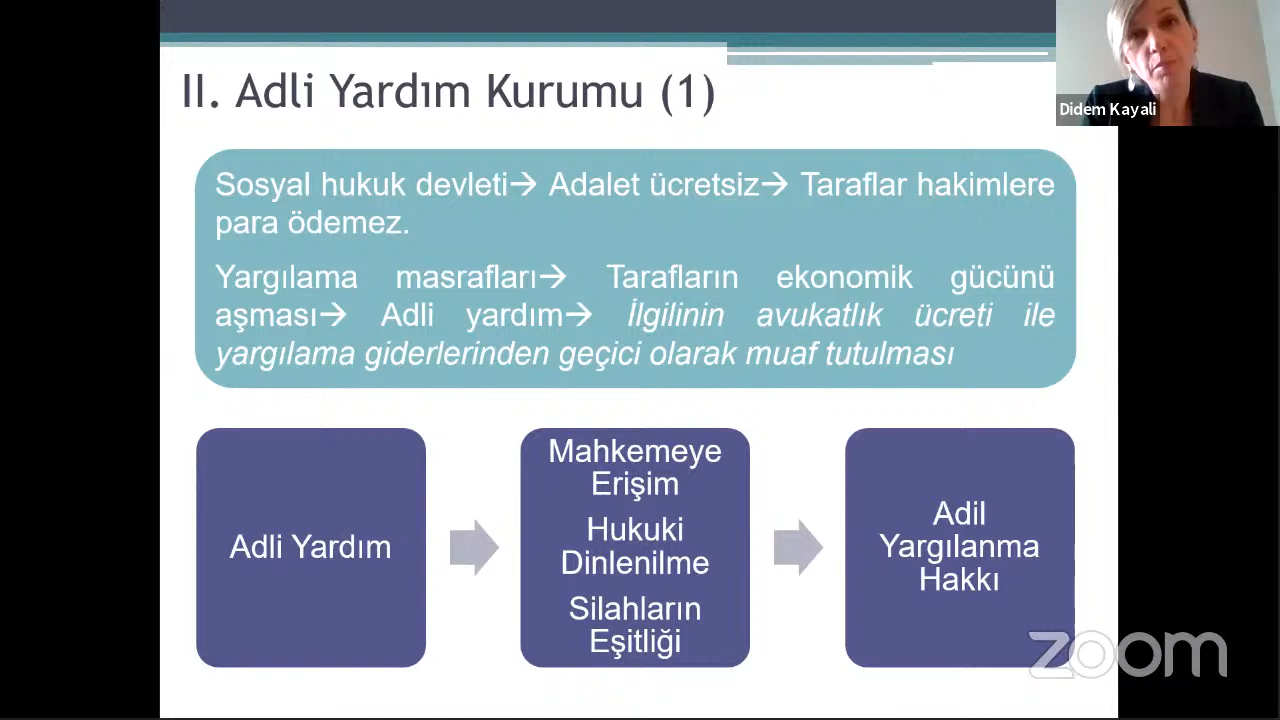 II. Adli Yardım Kurumu (1)
Didem Kayali
Sosyal hukuk devleti→ Adalet ücretsiz→ Taraflar hakimlere
para ödemez.
Yargılama masrafları→ Tarafların ekonomik gücünü
aşması→ Adli yardım→ İlgilinin avukatlık ücreti ile
yargılama giderlerinden geçici olarak muaf tutulması
Adli Yardım
Mahkemeye
Erişim
Hukuki
Dinlenilme
Silahların
Eşitliği
Adil
Yargılanma
Hakkı
zoom